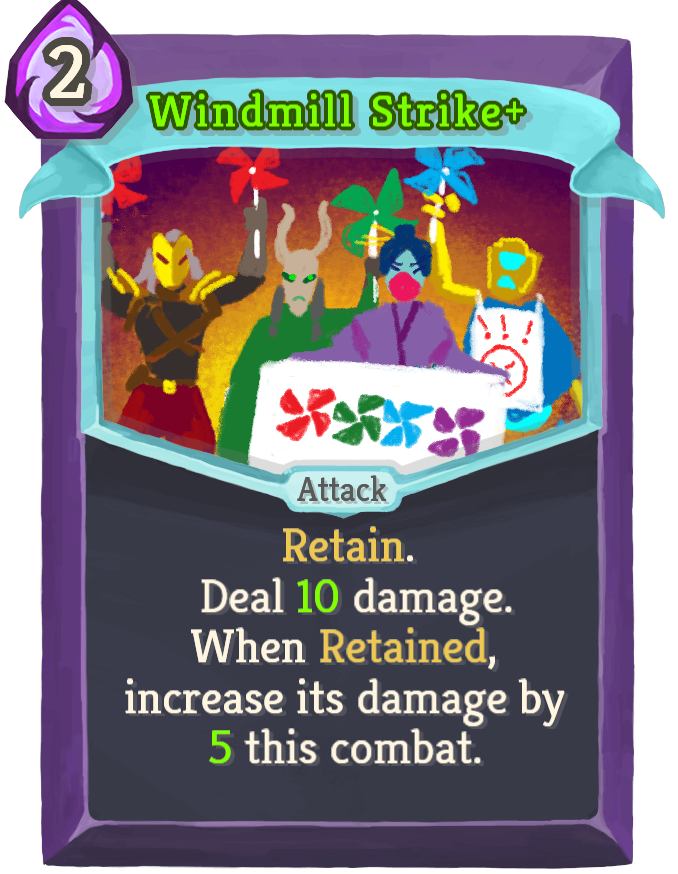 2
Windmill Strike+
! ! ! !
Attack
Retain.
Deal 10 damage.
When Retained,
increase its damage by
5 this combat.